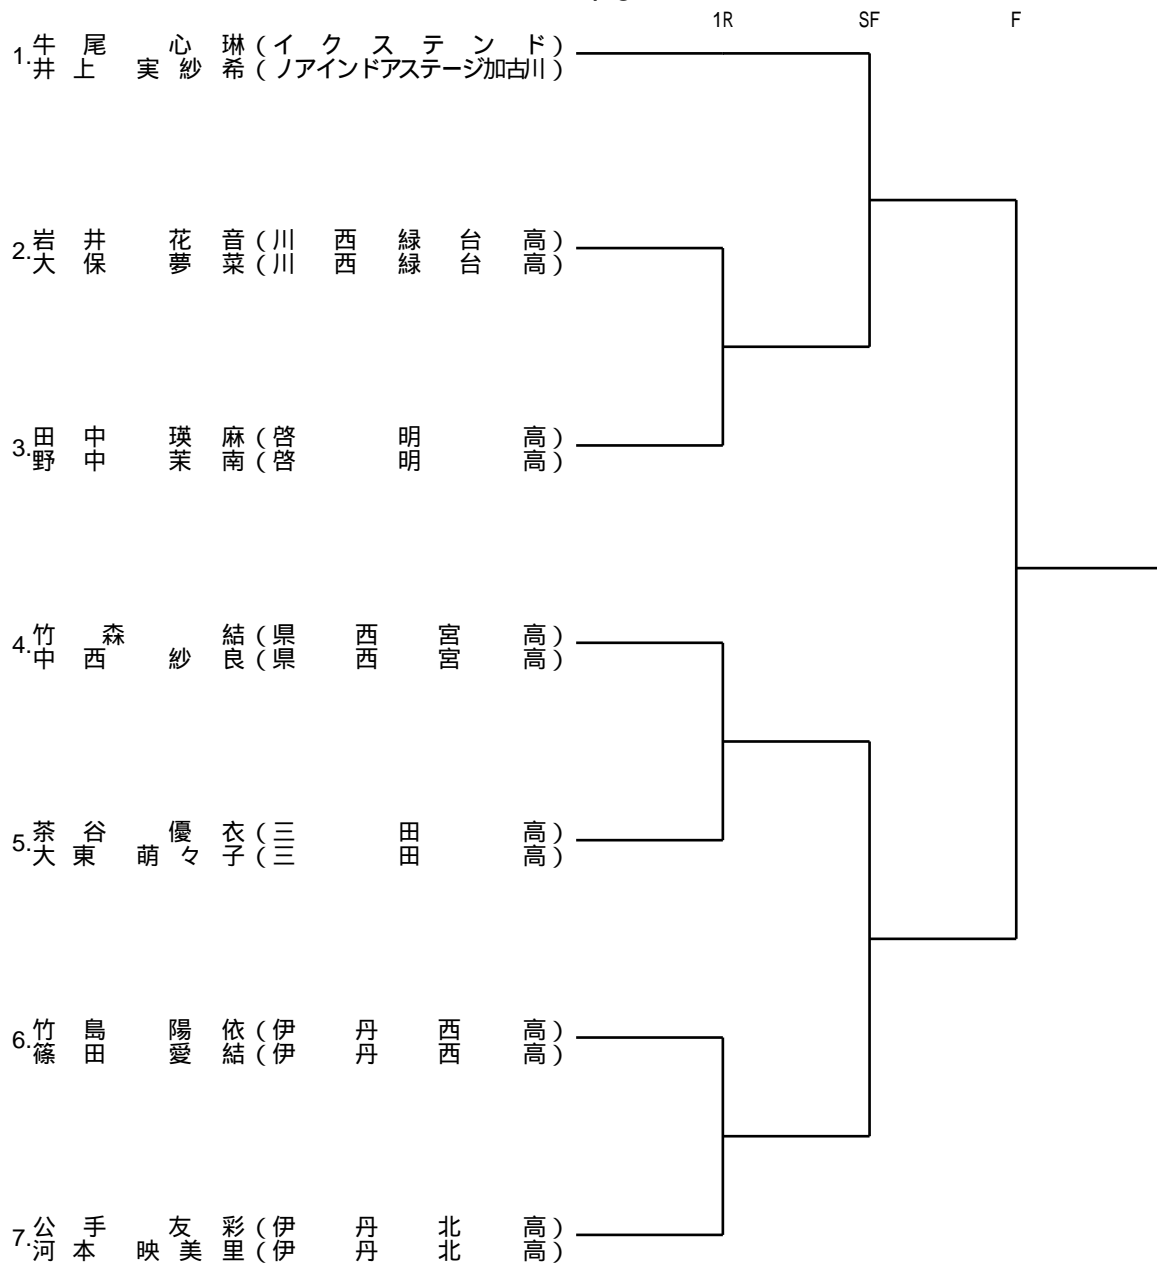 1R SF F
1. 牛尾 心琳(イクステンド)
井上 実紗希(ノアインドアステージ加古川)
2. 岩井 花音(川西緑台高)
大保 夢菜(川西緑台高)
3. 田中 瑛麻(啓明高)
野中 茉南(啓明高)
4. 竹森 結(県西宮高)
中西 紗良(県西宮高)
5. 茶谷 優衣(三田高)
大東 萌々子(三田高)
6. 竹島 陽依(伊丹西高)
篠田 愛結(伊丹西高)
7. 公手 友彩(伊丹北高)
河本 映美里(伊丹北高)